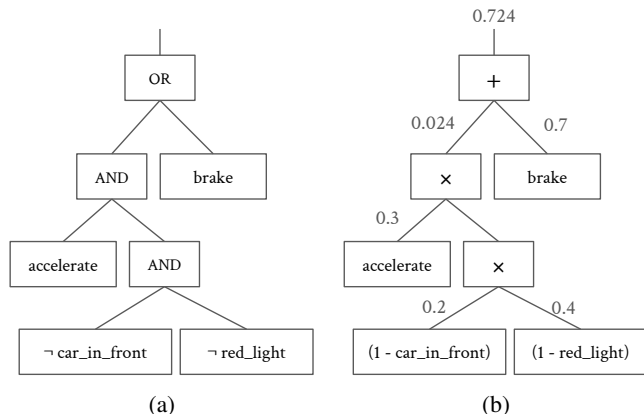 0.724
OR
+
0.024
0.7
AND
brake
×
brake
0.3
accelerate
AND
accelerate
×
0.2
0.4
¬ car_in_front
¬ red_light
(1 - car_in_front)
(1 - red_light)
(a)
(b)